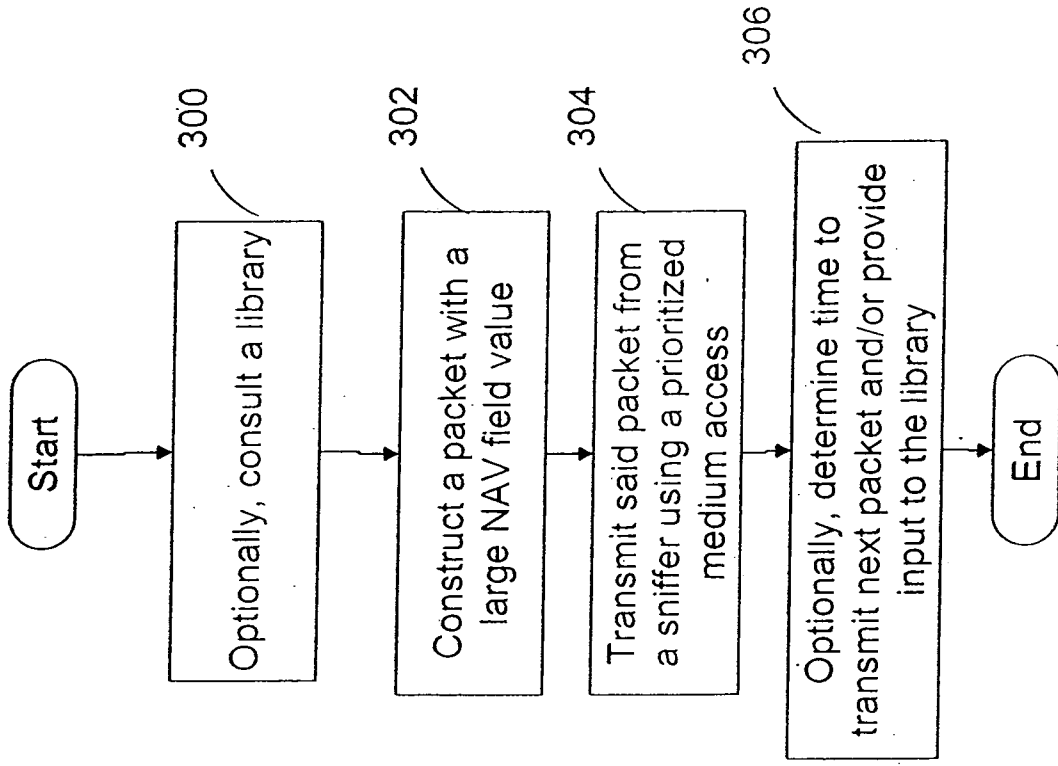 Start
300
Optionally, consult a library
302
Construct a packet with a
large NAV field value
304
Transmit said packet from
a sniffer using a prioritized
medium access
306
Optionally, determine time to
transmit next packet and/or provide
input to the library
End